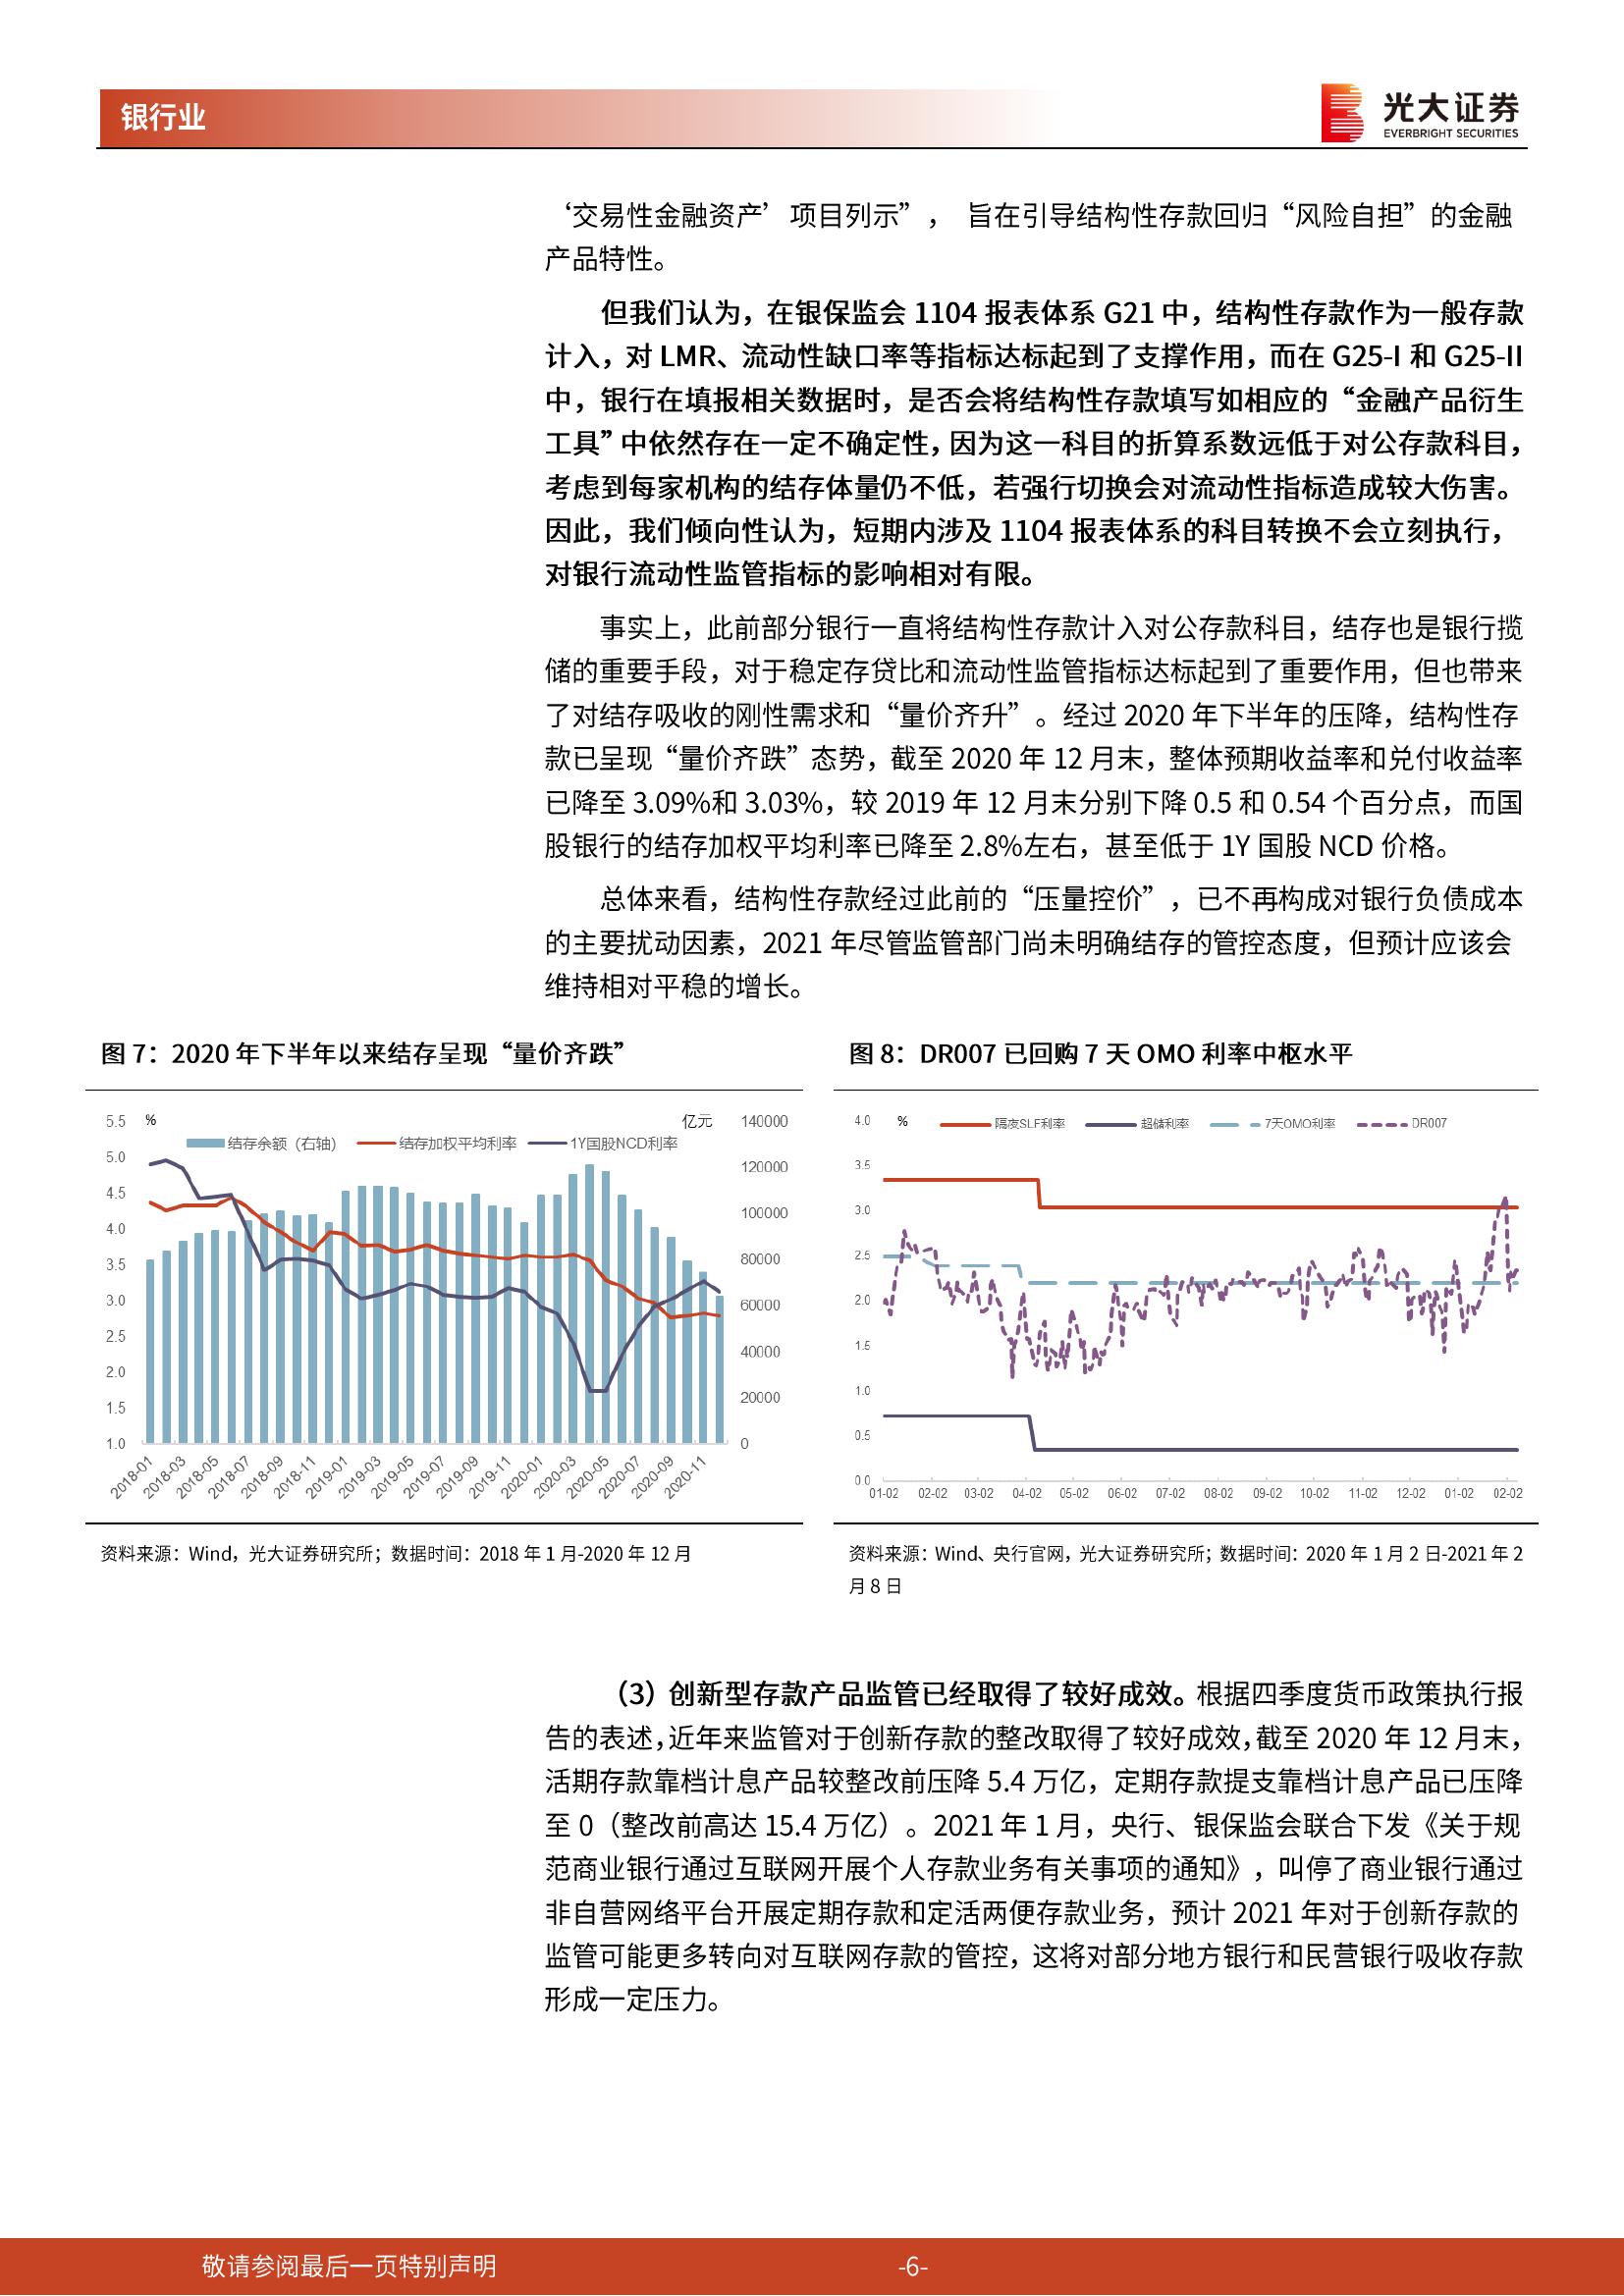 银行业
光大证券
EVERBRIGHT SECURITIES
‘交易性金融资产’项目列示”， 旨在引导结构性存款回归“风险自担”的金融
产品特性。
但我们认为，在银保监会 1104 报表体系 G21 中，结构性存款作为一般存款
计入，对 LMR、流动性缺口率等指标达标起到了支撑作用，而在 G25-I 和 G25-II
中，银行在填报相关数据时，是否会将结构性存款填写如相应的“金融产品衍生
工具”中依然存在一定不确定性，因为这一科目的折算系数远低于对公存款科目，
考虑到每家机构的结存体量仍不低，若强行切换会对流动性指标造成较大伤害。
因此，我们倾向性认为，短期内涉及 1104 报表体系的科目转换不会立刻执行，
对银行流动性监管指标的影响相对有限。
事实上，此前部分银行一直将结构性存款计入对公存款科目，结存也是银行揽
储的重要手段，对于稳定存贷比和流动性监管指标达标起到了重要作用，但也带来
了对结存吸收的刚性需求和“量价齐升”。经过 2020 年下半年的压降，结构性存
款已呈现“量价齐跌”态势，截至 2020 年 12 月末，整体预期收益率和兑付收益率
已降至 3.09%和 3.03%，较 2019 年 12 月末分别下降 0.5 和 0.54 个百分点，而国
股银行的结存加权平均利率已降至 2.8%左右，甚至低于 1Y 国股 NCD 价格。
总体来看，结构性存款经过此前的“压量控价”，已不再构成对银行负债成本
的主要扰动因素，2021 年尽管监管部门尚未明确结存的管控态度，但预计应该会
维持相对平稳的增长。
图 7：2020 年下半年以来结存呈现“量价齐跌”
% 亿元
结存余额（右轴） 结存加权平均利率 1Y国股NCD利率
5.5
5.0
4.5
4.0
3.5
3.0
2.5
2.0
1.5
1.0
140000
120000
100000
80000
60000
40000
20000
0
2018-01 2018-03 2018-05 2018-07 2018-09 2018-11 2019-01 2019-03 2019-05 2019-07 2019-09 2019-11 2020-01 2020-03 2020-05 2020-07 2020-09 2020-11
资料来源：Wind，光大证券研究所；数据时间：2018 年 1 月-2020 年 12 月
图 8：DR007 已回购 7 天 OMO 利率中枢水平
% 隔夜SLF利率 超储利率 7天OMO利率 DR007
4.0
3.5
3.0
2.5
2.0
1.5
1.0
0.5
0.0
01-02 02-02 03-02 04-02 05-02 06-02 07-02 08-02 09-02 10-02 11-02 12-02 01-02 02-02
资料来源：Wind、央行官网，光大证券研究所；数据时间：2020 年 1 月 2 日-2021 年 2
月 8 日
（3）创新型存款产品监管已经取得了较好成效。根据四季度货币政策执行报
告的表述，近年来监管对于创新存款的整改取得了较好成效，截至 2020 年 12 月末，
活期存款靠档计息产品较整改前压降 5.4 万亿，定期存款提支靠档计息产品已压降
至 0（整改前高达 15.4 万亿）。2021 年 1 月，央行、银保监会联合下发《关于规
范商业银行通过互联网开展个人存款业务有关事项的通知》，叫停了商业银行通过
非自营网络平台开展定期存款和定活两便存款业务，预计 2021 年对于创新存款的
监管可能更多转向对互联网存款的管控，这将对部分地方银行和民营银行吸收存款
形成一定压力。
敬请参阅最后一页特别声明
-6-